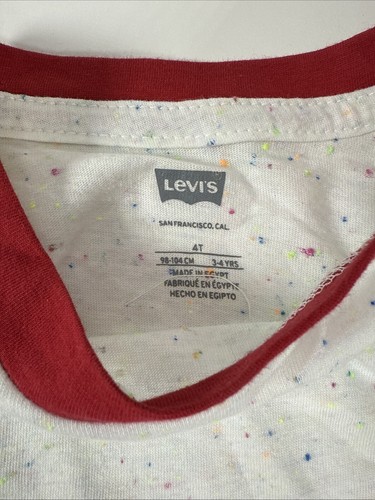 LEVI'S
SAN FRANCISCO, CAL.
4T
98-104 CM 3-4 YRS
MADE IN EGYPT
FABRIQUÉ EN ÉGYPTE
HECHO EN EGIPTO